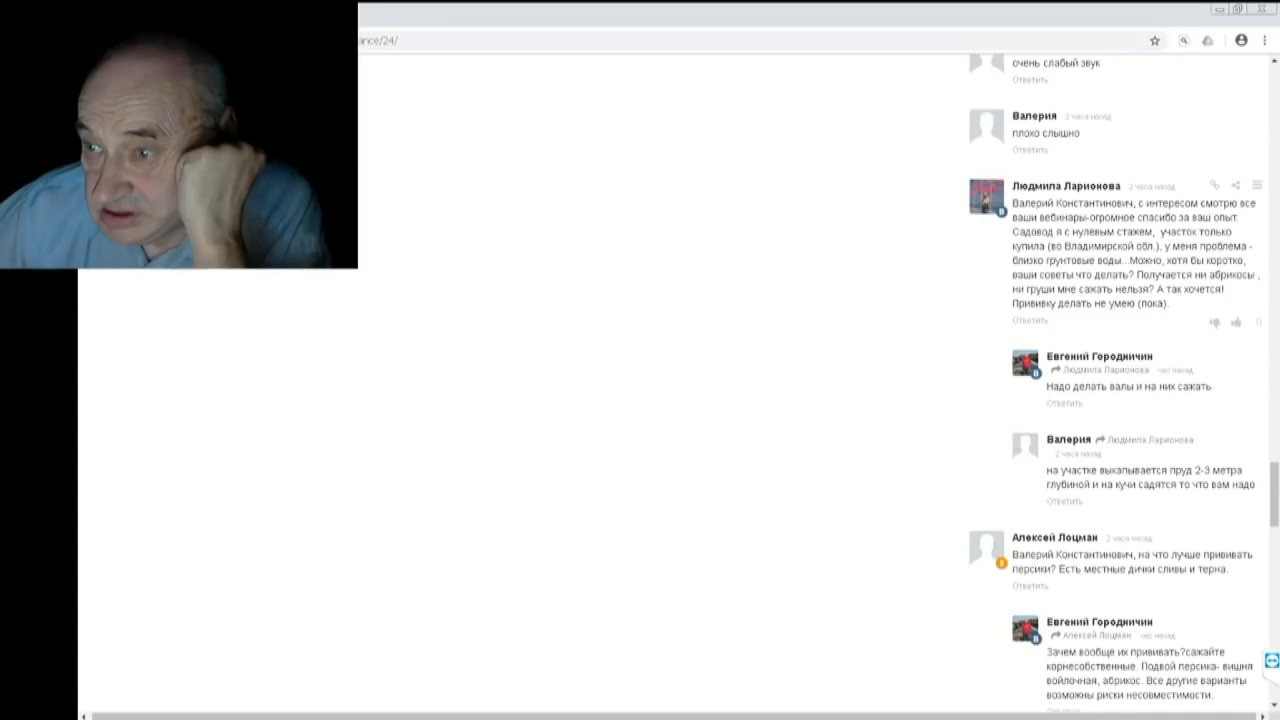 ance/24/
очень слабый звук
Ответить
Валерия 2 часа назад
плохо слышно
Ответить
Людмила Ларионова 2 часа назад
Валерий Константинович, с интересом смотрю все
ваши вебинары-огромное спасибо за ваш опыт.
Садовод я с нулевым стажем, участок только
купила (во Владимирской обл.), у меня проблема -
близко грунтовые воды...Можно, хотя бы коротко,
ваши советы что делать? Получается ни абрикосы ,
ни груши мне сажать нельзя? А так хочется!
Прививку делать не умею (пока).
Ответить
0
Евгений Городничин
Людмила Ларионова час назад
Надо делать валы и на них сажать.
Ответить
Валерия Людмила Ларионова
2 часа назад
на участке выкапывается пруд 2-3 метра
глубиной и на кучи садятся то что вам надо
Ответить
Алексей Лоцман 2 часа назад
Валерий Константинович, на что лучше прививать
персики? Есть местные дички сливы и терна.
Ответить
Евгений Городничин
Алексей Лоцман час назад
Зачем вообще их прививать?сажайте
корнесобственные. Подвой персика- вишня
войлочная, абрикос. Все другие варианты
возможны риски несовместимости.